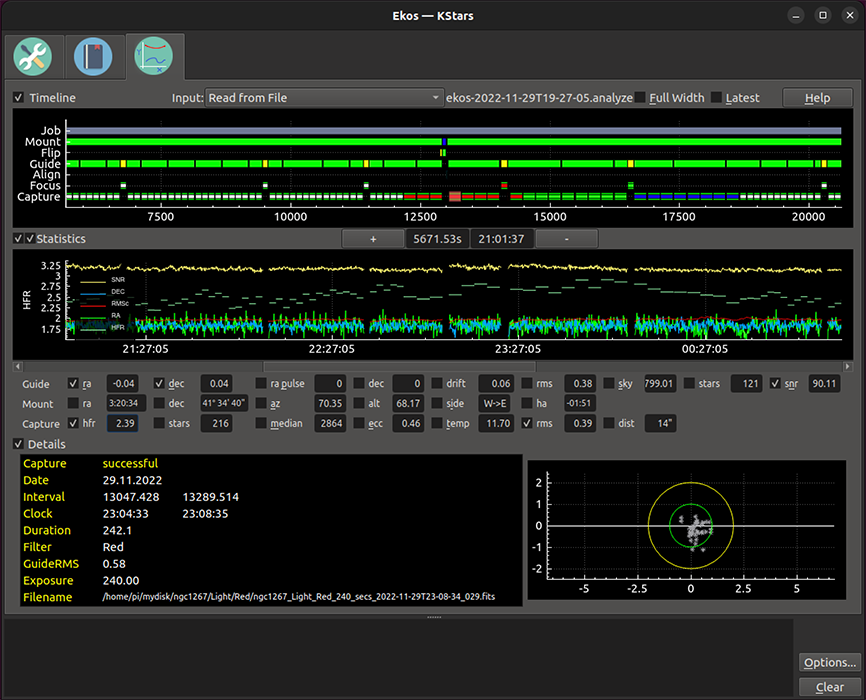 Ekos — KStars
Timeline Input: Read from File ekos-2022-11-29T19-27-05.analyze Full Width Latest Help
Job
Mount
Flip
Guide
Align
Focus
Capture
7500 10000 12500 15000 17500 20000
Statistics + 5671.53s 21:01:37 -
HFR
3.25
3
2.75
2.5
2.25
2
1.75
SNR
DEC
RMSc
RA
HFR
21:27:05 22:27:05 23:27:05 00:27:05
Guide ra -0.04 dec 0.04 ra pulse 0 dec 0 drift 0.06 rms 0.38 sky 799.01 stars 121 snr 90.11
Mount ra 3:20:34 dec 41° 34' 40" az 70.35 alt 68.17 side W->E ha -01:51
Capture hfr 2.39 stars 216 median 2864 ecc 0.46 temp 11.70 rms 0.39 dist 14"
Details
Capture successful
Date 29.11.2022
Interval 13047.428 13289.514
Clock 23:04:33 23:08:35
Duration 242.1
Filter Red
GuideRMS 0.58
Exposure 240.00
Filename /home/pi/mydisk/ngc1267/Light/Red/ngc1267_Light_Red_240_secs_2022-11-29T23-08-34_029.fits
2
1
0
-1
-2
-5 -2.5 0 2.5 5
Options...
Clear